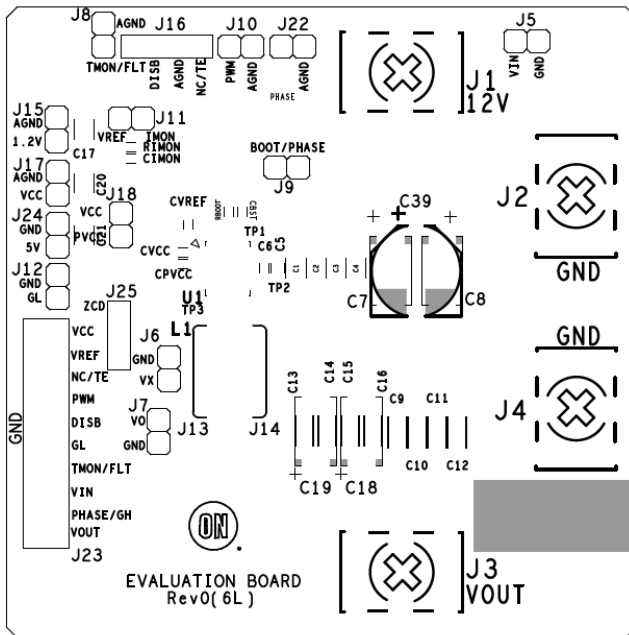 J8
AGND
TMON/FLT
J16
DISB
AGND
NC/TE
J10
PWM
AGND
J22
PHASE
AGND
J1
12V
J5
VIN
GND
J15
AGND
1.2V
C17
J11
VREF
IMON
RIMON
CIMON
J17
AGND
VCC
C20
J18
VCC
PVCC
C21
BOOT/PHASE
J9
J2
GND
J24
GND
5V
CVREF
RBOOT
CBST
TP1
C6
C5
CVCC
CPVCC
TP2
C1
C2
C3
C4
C39
C7
C8
J12
GND
GL
U1
TP3
L1
J13
J14
J25
ZCD
J6
GND
VX
J7
VO
GND
GND
VCC
VREF
NC/TE
PWM
DISB
GL
TMON/FLT
VIN
PHASE/GH
VOUT
J23
C13
C14
C15
C16
C9
C11
C10
C12
C19
C18
GND
J4
ON
EVALUATION BOARD
Rev0(6L)
J3
VOUT